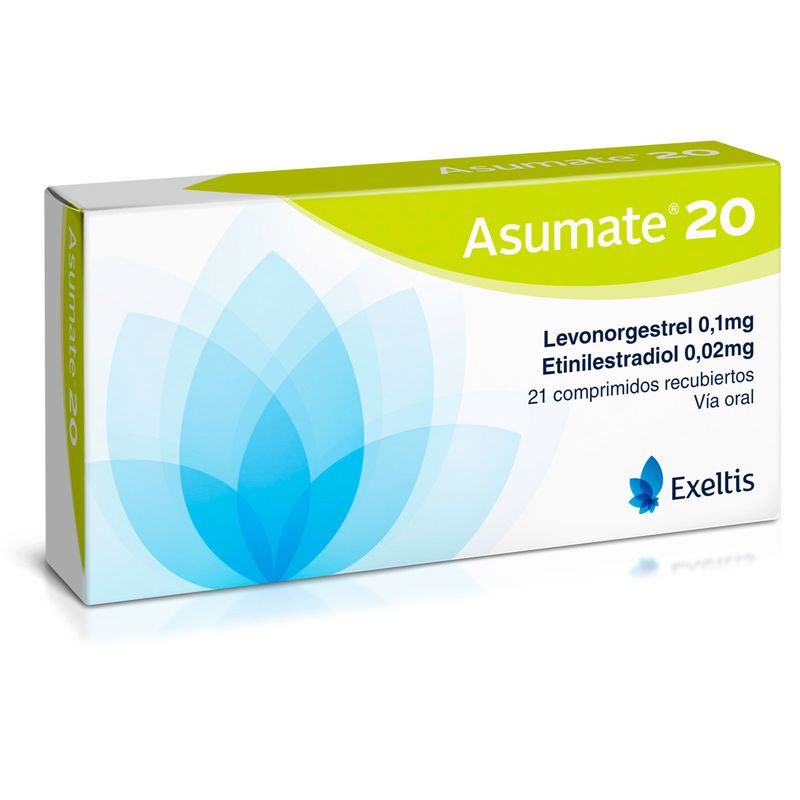 Asumate 20
Asumate® 20
Levonorgestrel 0,1mg
Etinilestradiol 0,02mg
21 comprimidos recubiertos
Vía oral
Exeltis
Asumate® 20